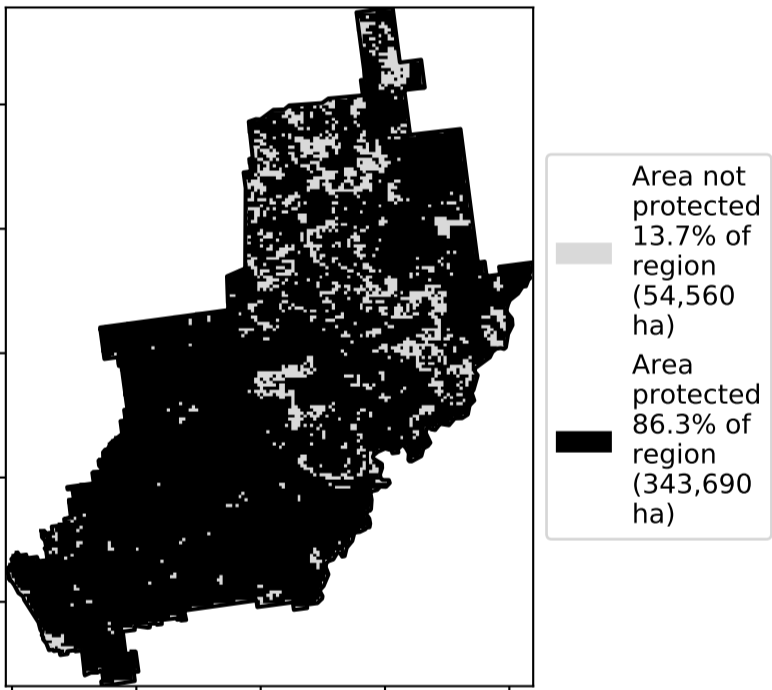 Area not
protected
13.7% of
region
(54,560
ha)
Area
protected
86.3% of
region
(343,690
ha)